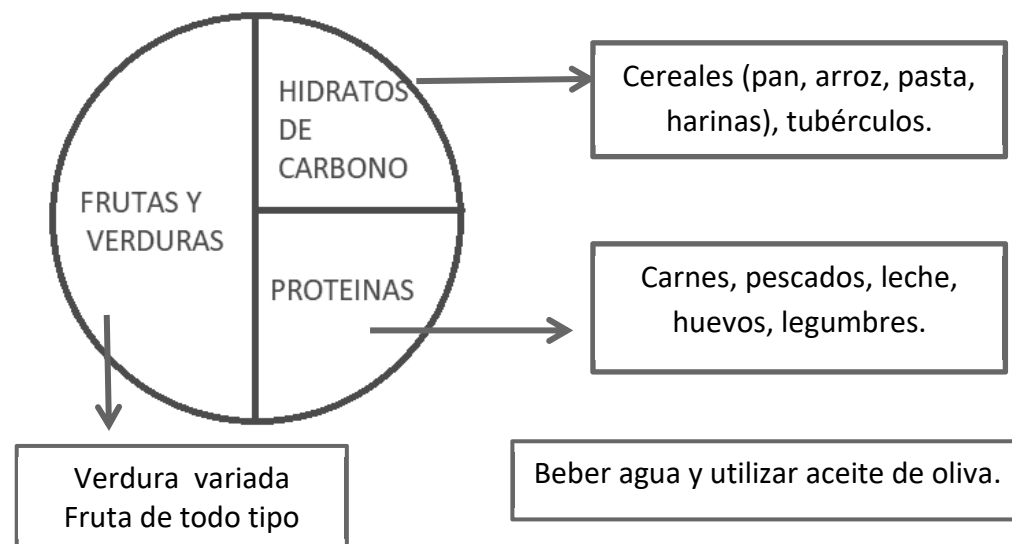 HIDRATOS
DE
CARBONO
Cereales (pan, arroz, pasta,
harinas), tubérculos.
FRUTAS Y
VERDURAS
PROTEINAS
Carnes, pescados, leche,
huevos, legumbres.
Verdura variada
Fruta de todo tipo
Beber agua y utilizar aceite de oliva.